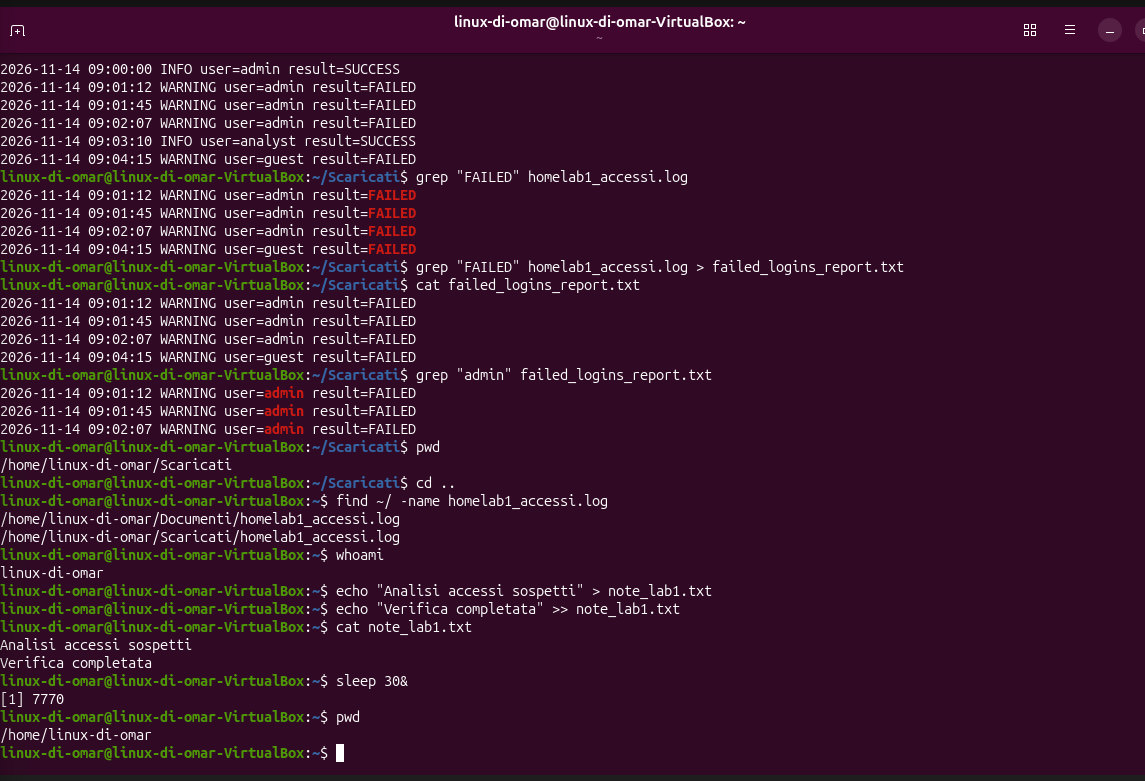 linux-di-omar@linux-di-omar-VirtualBox: ~
~
2026-11-14 09:00:00 INFO user=admin result=SUCCESS
2026-11-14 09:01:12 WARNING user=admin result=FAILED
2026-11-14 09:01:45 WARNING user=admin result=FAILED
2026-11-14 09:02:07 WARNING user=admin result=FAILED
2026-11-14 09:03:10 INFO user=analyst result=SUCCESS
2026-11-14 09:04:15 WARNING user=guest result=FAILED
linux-di-omar@linux-di-omar-VirtualBox:~/Scaricati$ grep "FAILED" homelab1_accessi.log
2026-11-14 09:01:12 WARNING user=admin result=FAILED
2026-11-14 09:01:45 WARNING user=admin result=FAILED
2026-11-14 09:02:07 WARNING user=admin result=FAILED
2026-11-14 09:04:15 WARNING user=guest result=FAILED
linux-di-omar@linux-di-omar-VirtualBox:~/Scaricati$ grep "FAILED" homelab1_accessi.log > failed_logins_report.txt
linux-di-omar@linux-di-omar-VirtualBox:~/Scaricati$ cat failed_logins_report.txt
2026-11-14 09:01:12 WARNING user=admin result=FAILED
2026-11-14 09:01:45 WARNING user=admin result=FAILED
2026-11-14 09:02:07 WARNING user=admin result=FAILED
2026-11-14 09:04:15 WARNING user=guest result=FAILED
linux-di-omar@linux-di-omar-VirtualBox:~/Scaricati$ grep "admin" failed_logins_report.txt
2026-11-14 09:01:12 WARNING user=admin result=FAILED
2026-11-14 09:01:45 WARNING user=admin result=FAILED
2026-11-14 09:02:07 WARNING user=admin result=FAILED
linux-di-omar@linux-di-omar-VirtualBox:~/Scaricati$ pwd
/home/linux-di-omar/Scaricati
linux-di-omar@linux-di-omar-VirtualBox:~/Scaricati$ cd ..
linux-di-omar@linux-di-omar-VirtualBox:~$ find ~/ -name homelab1_accessi.log
/home/linux-di-omar/Documenti/homelab1_accessi.log
/home/linux-di-omar/Scaricati/homelab1_accessi.log
linux-di-omar@linux-di-omar-VirtualBox:~$ whoami
linux-di-omar
linux-di-omar@linux-di-omar-VirtualBox:~$ echo "Analisi accessi sospetti" > note_lab1.txt
linux-di-omar@linux-di-omar-VirtualBox:~$ echo "Verifica completata" >> note_lab1.txt
linux-di-omar@linux-di-omar-VirtualBox:~$ cat note_lab1.txt
Analisi accessi sospetti
Verifica completata
linux-di-omar@linux-di-omar-VirtualBox:~$ sleep 30&
[1] 7770
linux-di-omar@linux-di-omar-VirtualBox:~$ pwd
/home/linux-di-omar
linux-di-omar@linux-di-omar-VirtualBox:~$